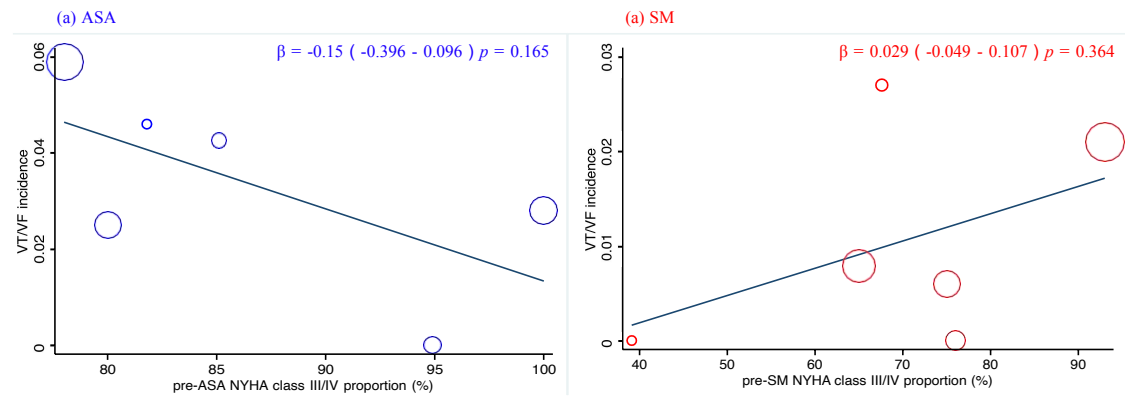 (a) ASA
β = -0.15 ( -0.396 - 0.096 ) p = 0.165
0.06
0.04
0.02
0
VT/VF incidence
80 85 90 95 100
pre-ASA NYHA class III/IV proportion (%)
(a) SM
β = 0.029 ( -0.049 - 0.107 ) p = 0.364
0.03
0.02
0.01
0
VT/VF incidence
40 50 60 70 80 90
pre-SM NYHA class III/IV proportion (%)